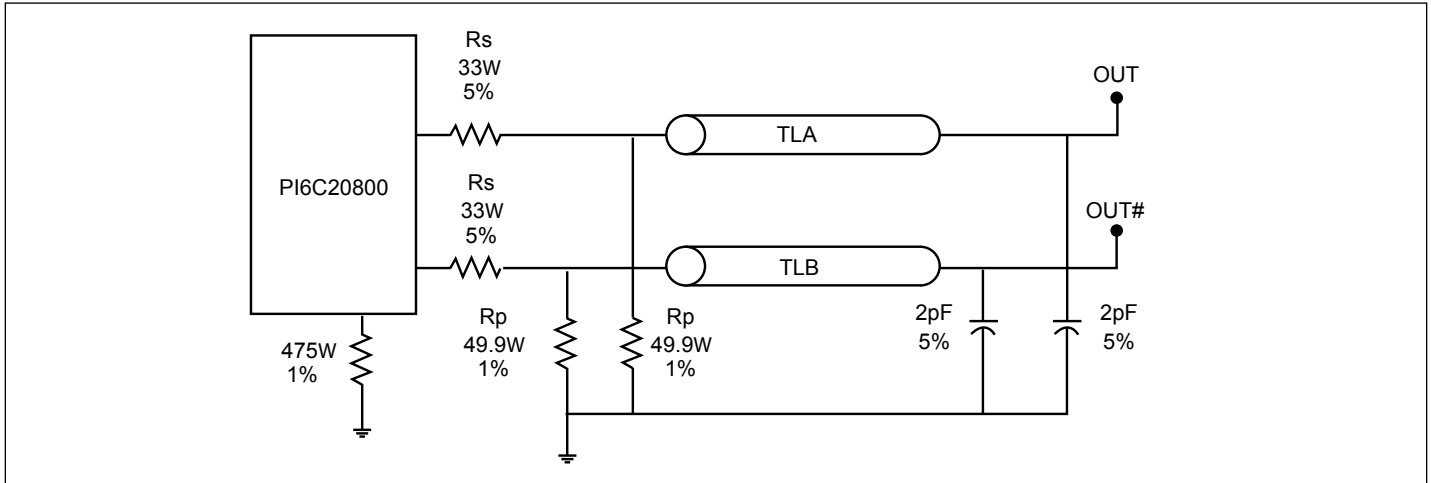 Rs
33W
5%
OUT
TLA
PI6C20800
Rs
33W
5%
OUT#
TLB
475W
1%
Rp
49.9W
1%
Rp
49.9W
1%
2pF
5%
2pF
5%